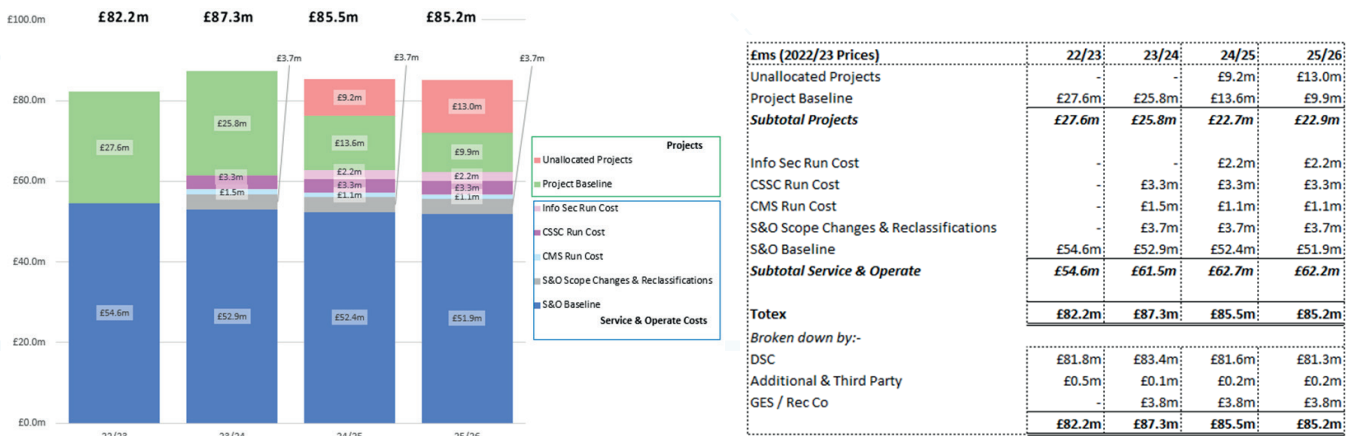 £82.2m £87.3m £85.5m £85.2m
£100.0m
£80.0m
£60.0m
£40.0m
£20.0m
£0.0m
£27.6m
£54.6m
22/23
£3.7m
£25.8m
£3.3m
£1.5m
£52.9m
23/24
£3.7m
£9.2m
£13.6m
£2.2m
£3.3m
£1.1m
£52.4m
24/25
£3.7m
£13.0m
£9.9m
£2.2m
£3.3m
£1.1m
£51.9m
25/26
Projects
Unallocated Projects
Project Baseline
Info Sec Run Cost
CSSC Run Cost
CMS Run Cost
S&O Scope Changes & Reclassifications
S&O Baseline
Service & Operate Costs
£ms (2022/23 Prices) 22/23 23/24 24/25 25/26
Unallocated Projects - - £9.2m £13.0m
Project Baseline £27.6m £25.8m £13.6m £9.9m
Subtotal Projects £27.6m £25.8m £22.7m £22.9m
Info Sec Run Cost - - £2.2m £2.2m
CSSC Run Cost - £3.3m £3.3m £3.3m
CMS Run Cost - £1.5m £1.1m £1.1m
S&O Scope Changes & Reclassifications - £3.7m £3.7m £3.7m
S&O Baseline £54.6m £52.9m £52.4m £51.9m
Subtotal Service & Operate £54.6m £61.5m £62.7m £62.2m
Totex £82.2m £87.3m £85.5m £85.2m
Broken down by:-
DSC £81.8m £83.4m £81.6m £81.3m
Additional & Third Party £0.5m £0.1m £0.2m £0.2m
GES / Rec Co - £3.8m £3.8m £3.8m
£82.2m £87.3m £85.5m £85.2m